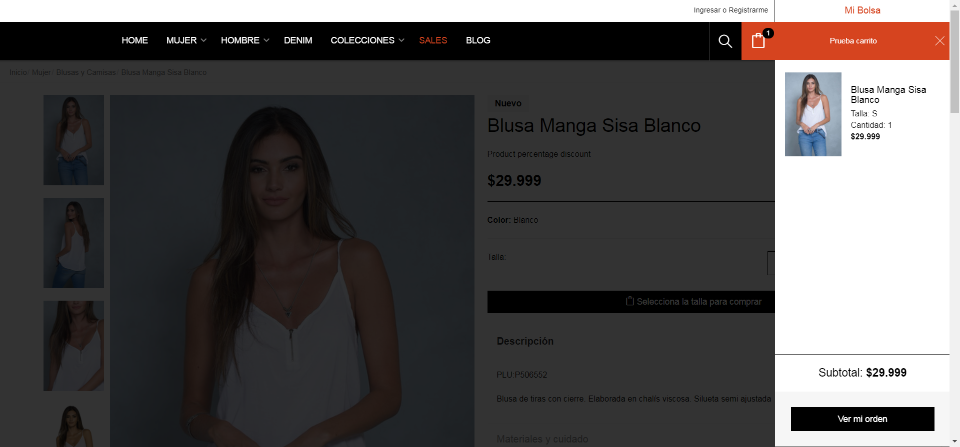 Ingresar o Registrarme
Mi Bolsa
HOME MUJER HOMBRE DENIM COLECCIONES SALES BLOG
1
Prueba carrito
Inicio Mujer Blusas y Camisas Blusa Manga Sisa Blanco
Nuevo
Blusa Manga Sisa Blanco
Product percentage discount
$29.999
Color: Blanco
Talla:
Selecciona la talla para comprar
Descripción
PLU:P506552
Blusa de tiras con cierre. Elaborada en challis viscosa. Silueta semi ajustada
Materiales y cuidado
Blusa Manga Sisa
Blanco
Talla: S
Cantidad: 1
$29.999
Subtotal: $29.999
Ver mi orden